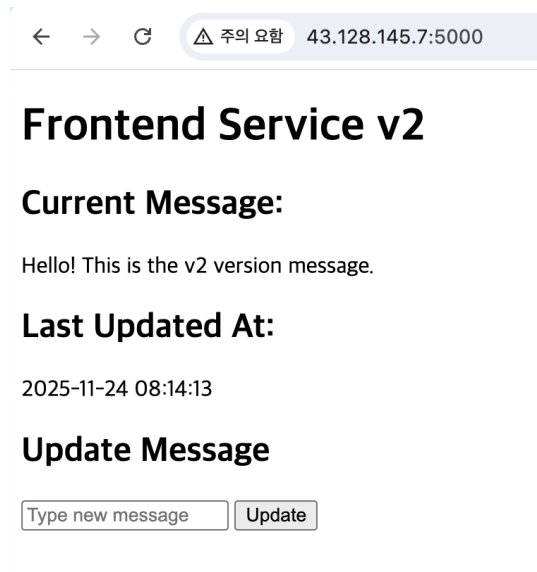 주의 요함 43.128.145.7:5000
Frontend Service v2
Current Message:
Hello! This is the v2 version message.
Last Updated At:
2025-11-24 08:14:13
Update Message
Type new message Update